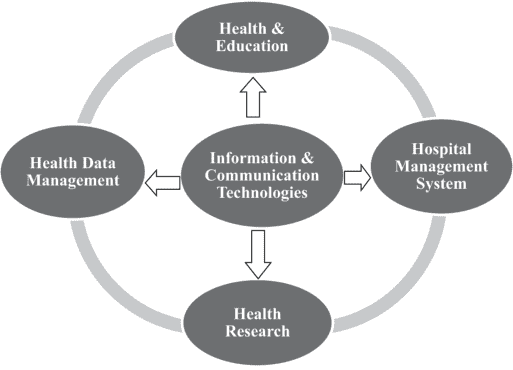 Health &
Education
Health Data
Management
Information &
Communication
Technologies
Hospital
Management
System
Health
Research